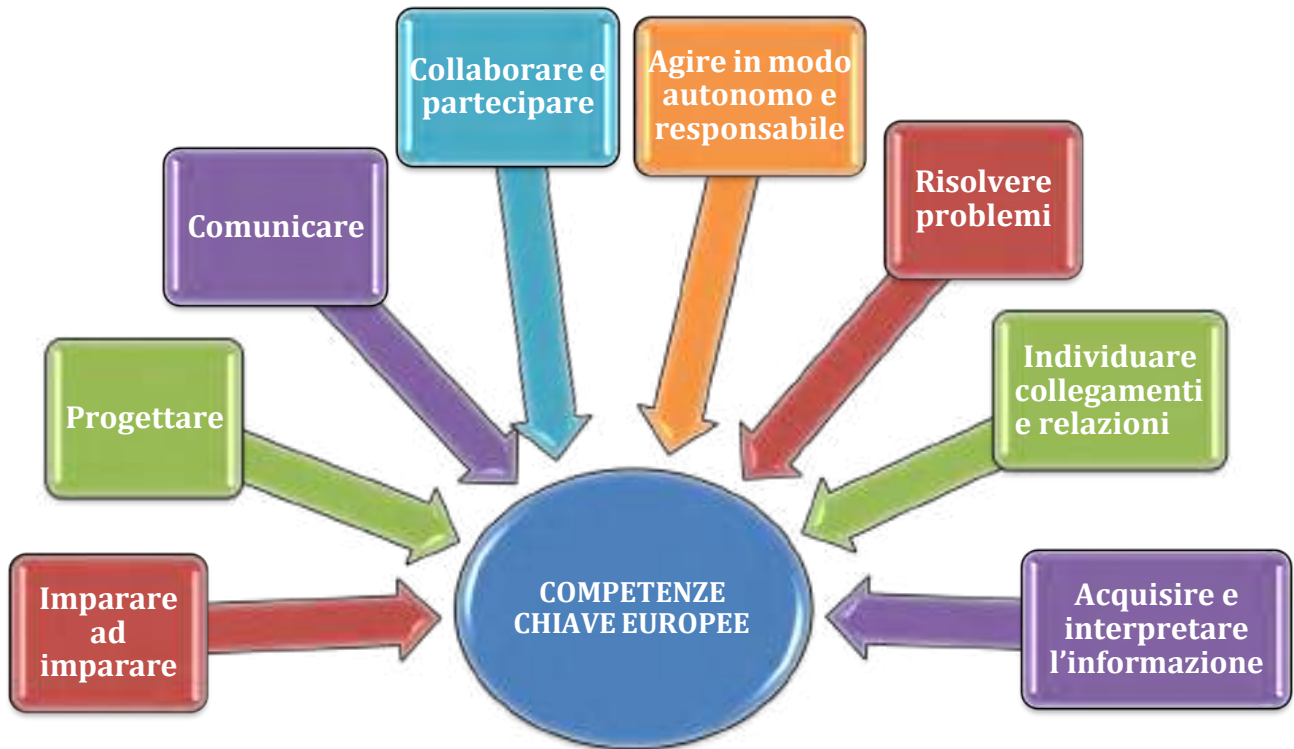 Collaborare e
partecipare
Agire in modo
autonomo e
responsabile
Comunicare
Risolvere
problemi
Progettare
Individuare
collegamenti
e relazioni
Imparare
ad
imparare
COMPETENZE
CHIAVE EUROPEE
Acquisire e
interpretare
l’informazione